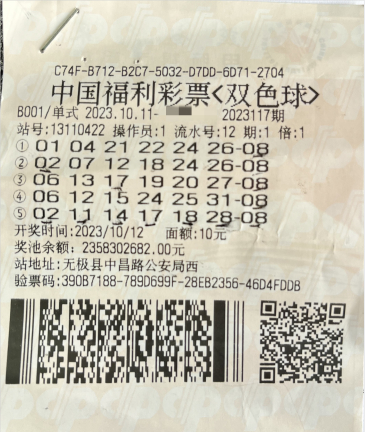 C74F-B712-B2C7-5032-D7DD-6D71-2704
中国福利彩票<双色球>
B001/单式 2023.10.11- 2023117期
站号:13110422 操作员:1 流水号:12 期:1 倍:1
① 01 04 21 22 24 26-08
② 02 07 12 18 24 26-08
③ 06 13 17 19 20 27-08
④ 06 12 15 24 25 31-08
⑤ 02 11 14 17 18 28-08
开奖时间:2023/10/12 面额:10元
奖池余额: 2358302682.00元
站地址:无极县中昌路公安局西
验票码:390B7188-789D699F-28EB2356-46D4FDDB